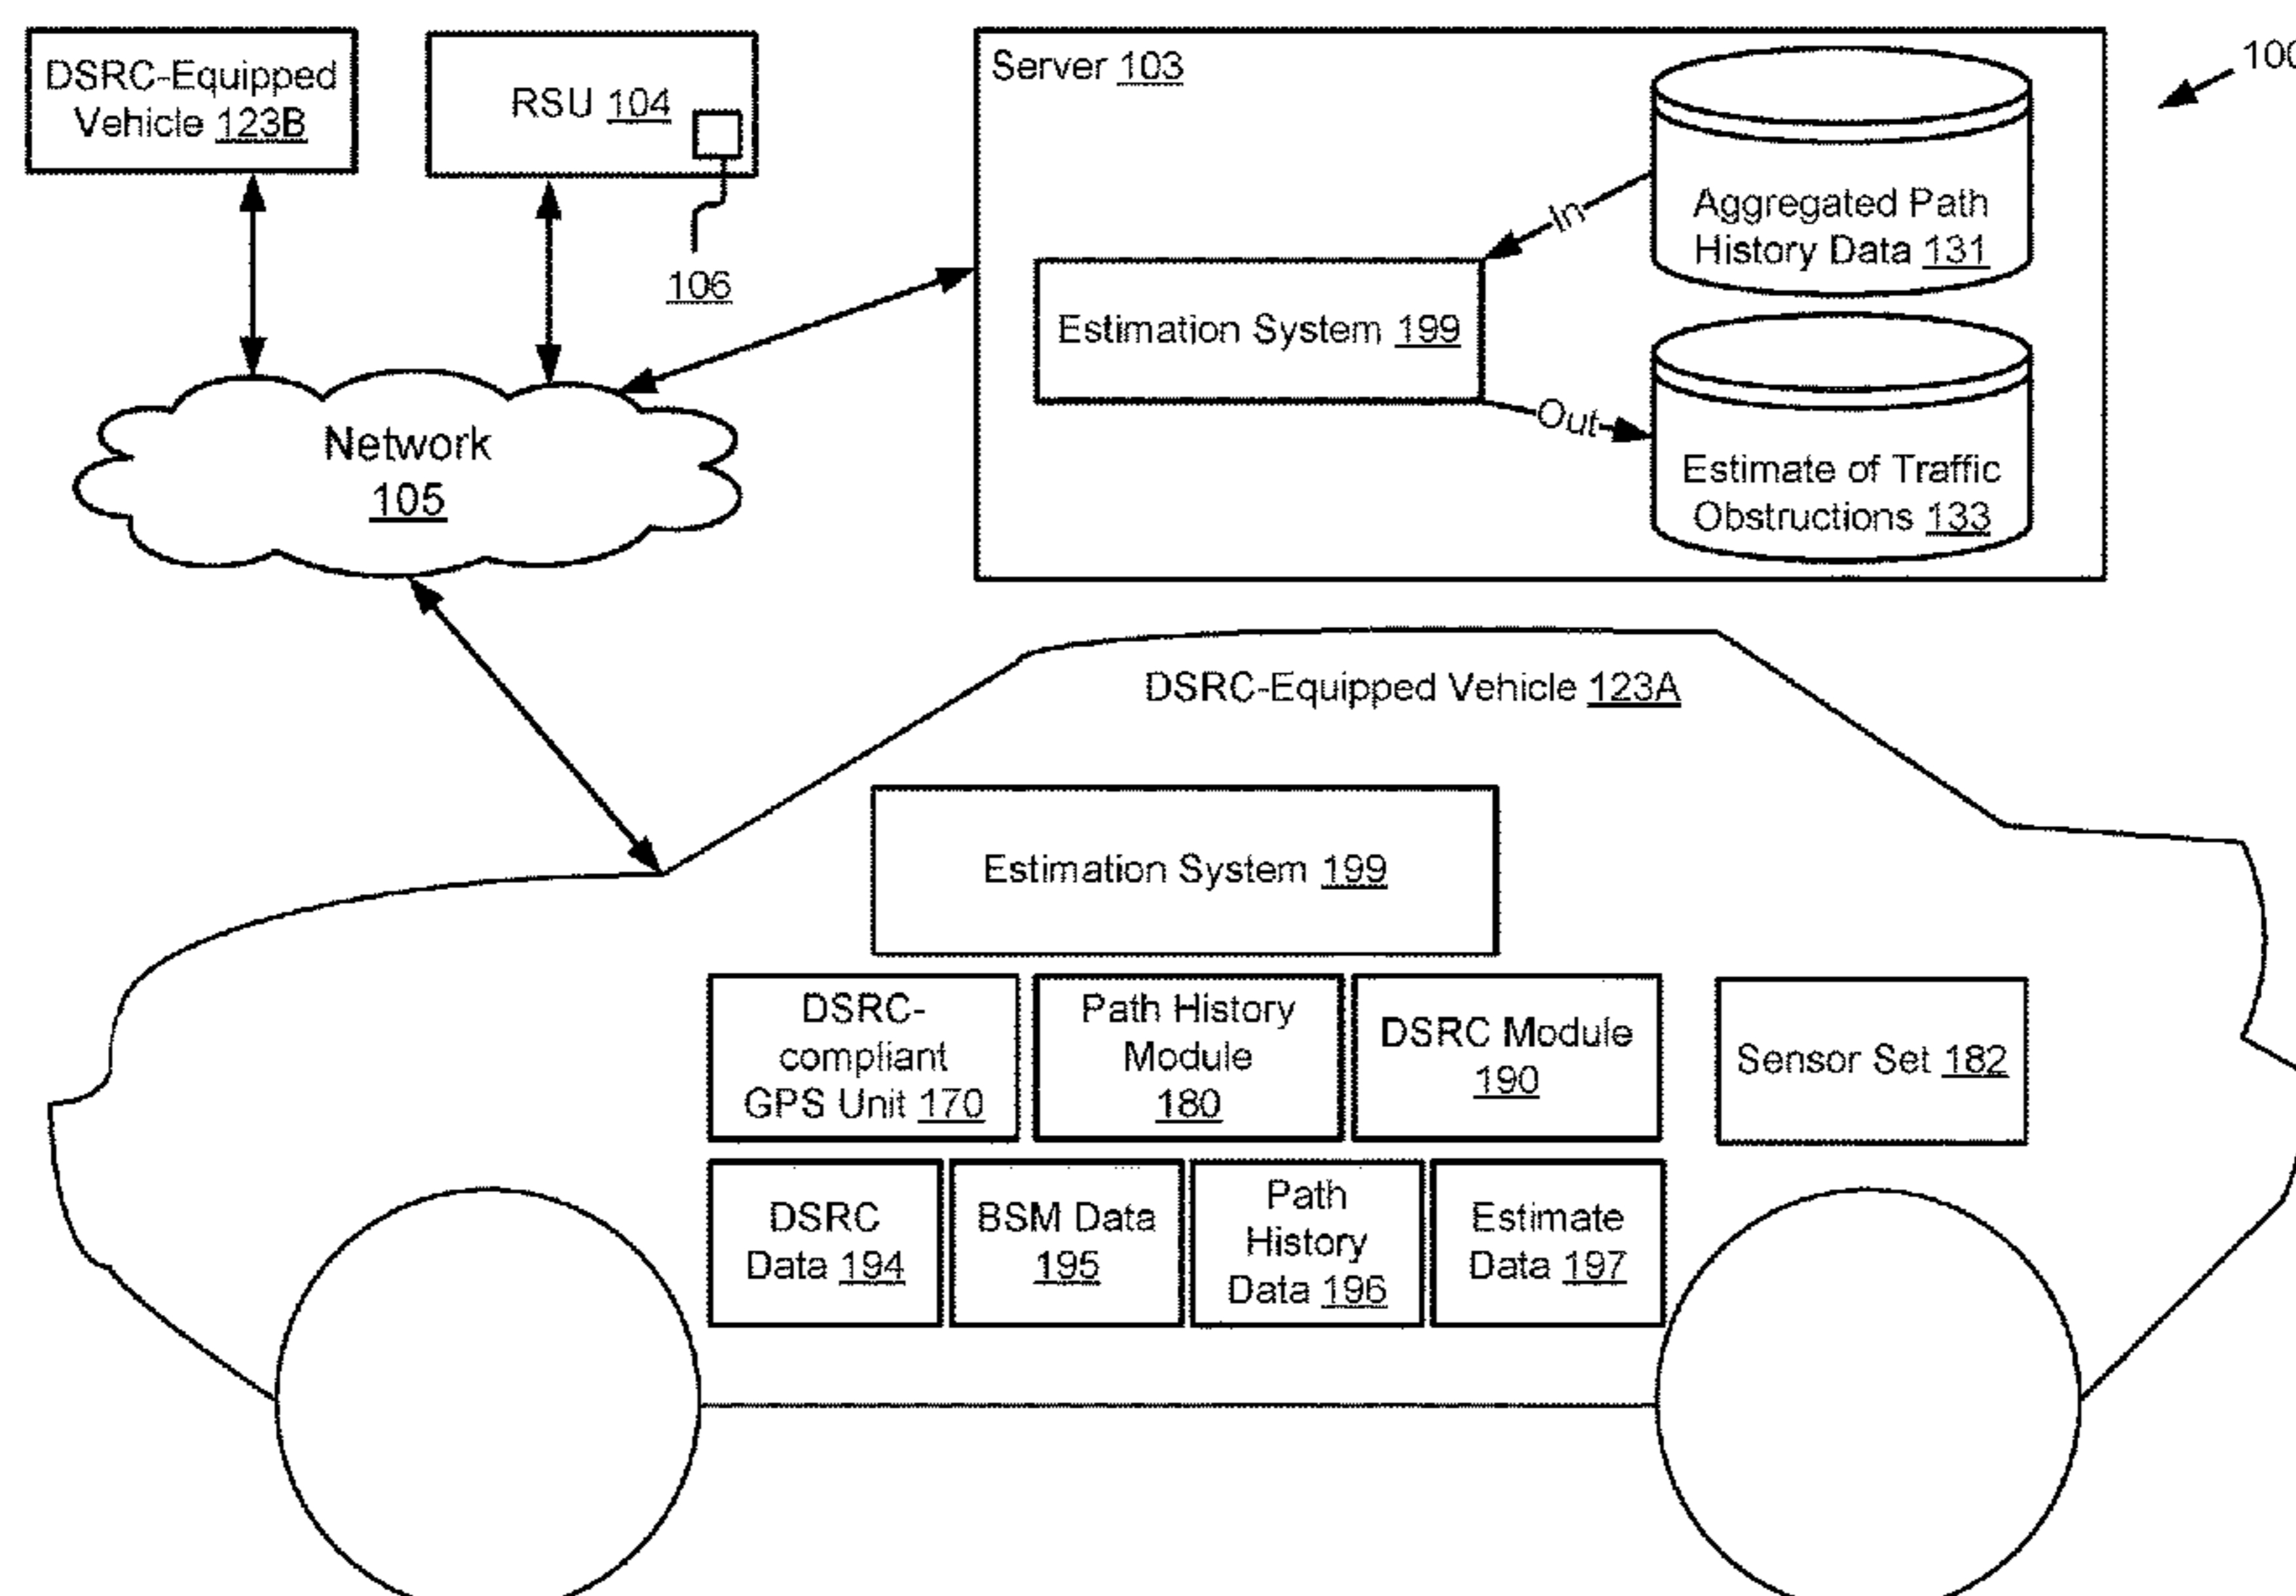 DSRC-Equipped
Vehicle 123B
RSU 104
106
Server 103
100
Aggregated Path
History Data 131
In
Estimation System 199
Out
Estimate of Traffic
Obstructions 133
Network
105
DSRC-Equipped Vehicle 123A
Estimation System 199
DSRC-
compliant
GPS Unit 170
Path History
Module
180
DSRC Module
190
Sensor Set 182
DSRC
Data 194
BSM Data
195
Path
History
Data 196
Estimate
Data 197